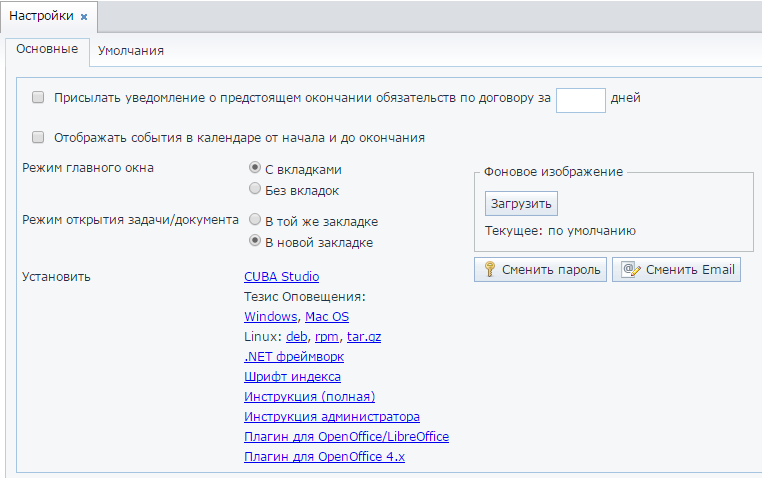 Настройки
Основные Умолчания
Присылать уведомление о предстоящем окончании обязательств по договору за дней
Отображать события в календаре от начала и до окончания
Режим главного окна
С вкладками
Без вкладок
Режим открытия задачи/документа
В той же закладке
В новой закладке
Фоновое изображение
Загрузить
Текущее: по умолчанию
Сменить пароль Сменить Email
Установить
CUBA Studio
Тезис Оповещения:
Windows, Mac OS
Linux: deb, rpm, tar.gz
.NET фреймворк
Шрифт индекса
Инструкция (полная)
Инструкция администратора
Плагин для OpenOffice/LibreOffice
Плагин для OpenOffice 4.x